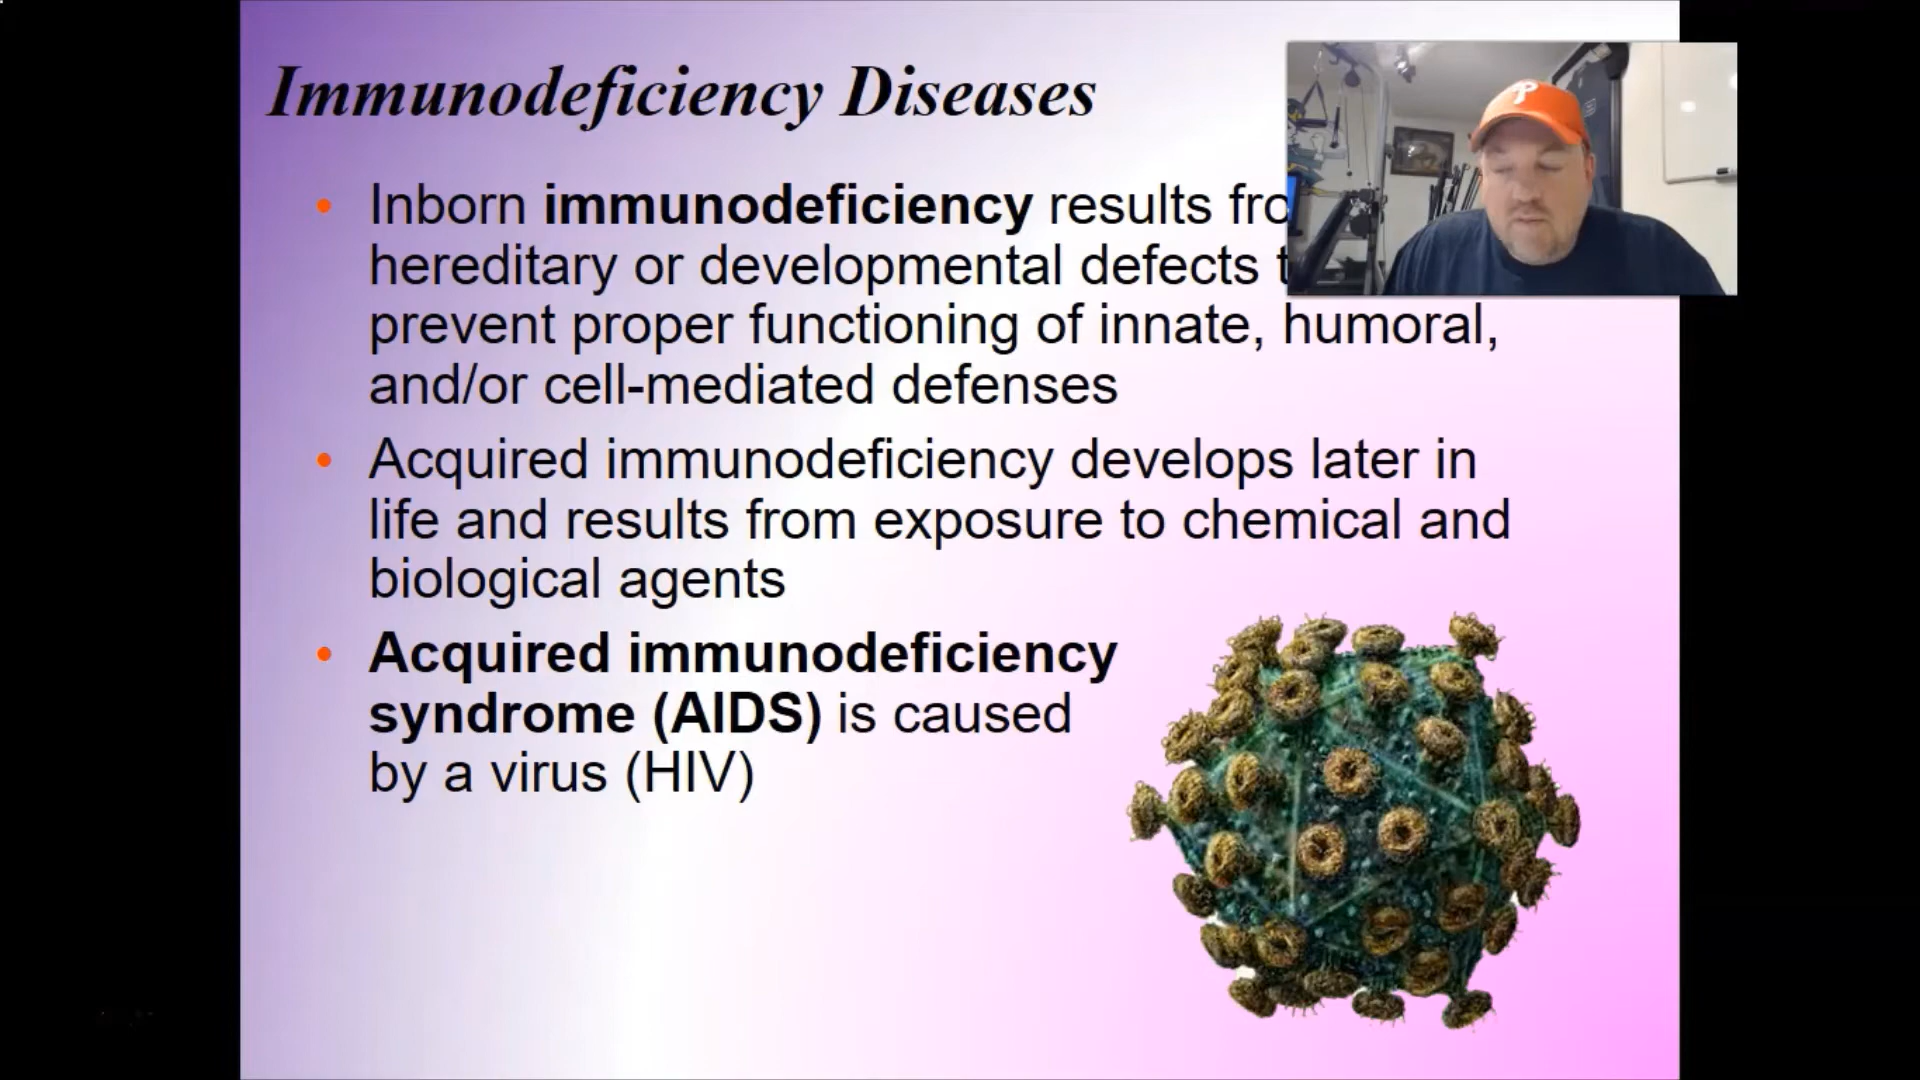 Immunodeficiency Diseases
• Inborn immunodeficiency results
hereditary or developmental defects
prevent proper functioning of innate, humoral,
and/or cell-mediated defenses
• Acquired immunodeficiency develops later in
life and results from exposure to chemical and
biological agents
• Acquired immunodeficiency
syndrome (AIDS) is caused
by a virus (HIV)
P